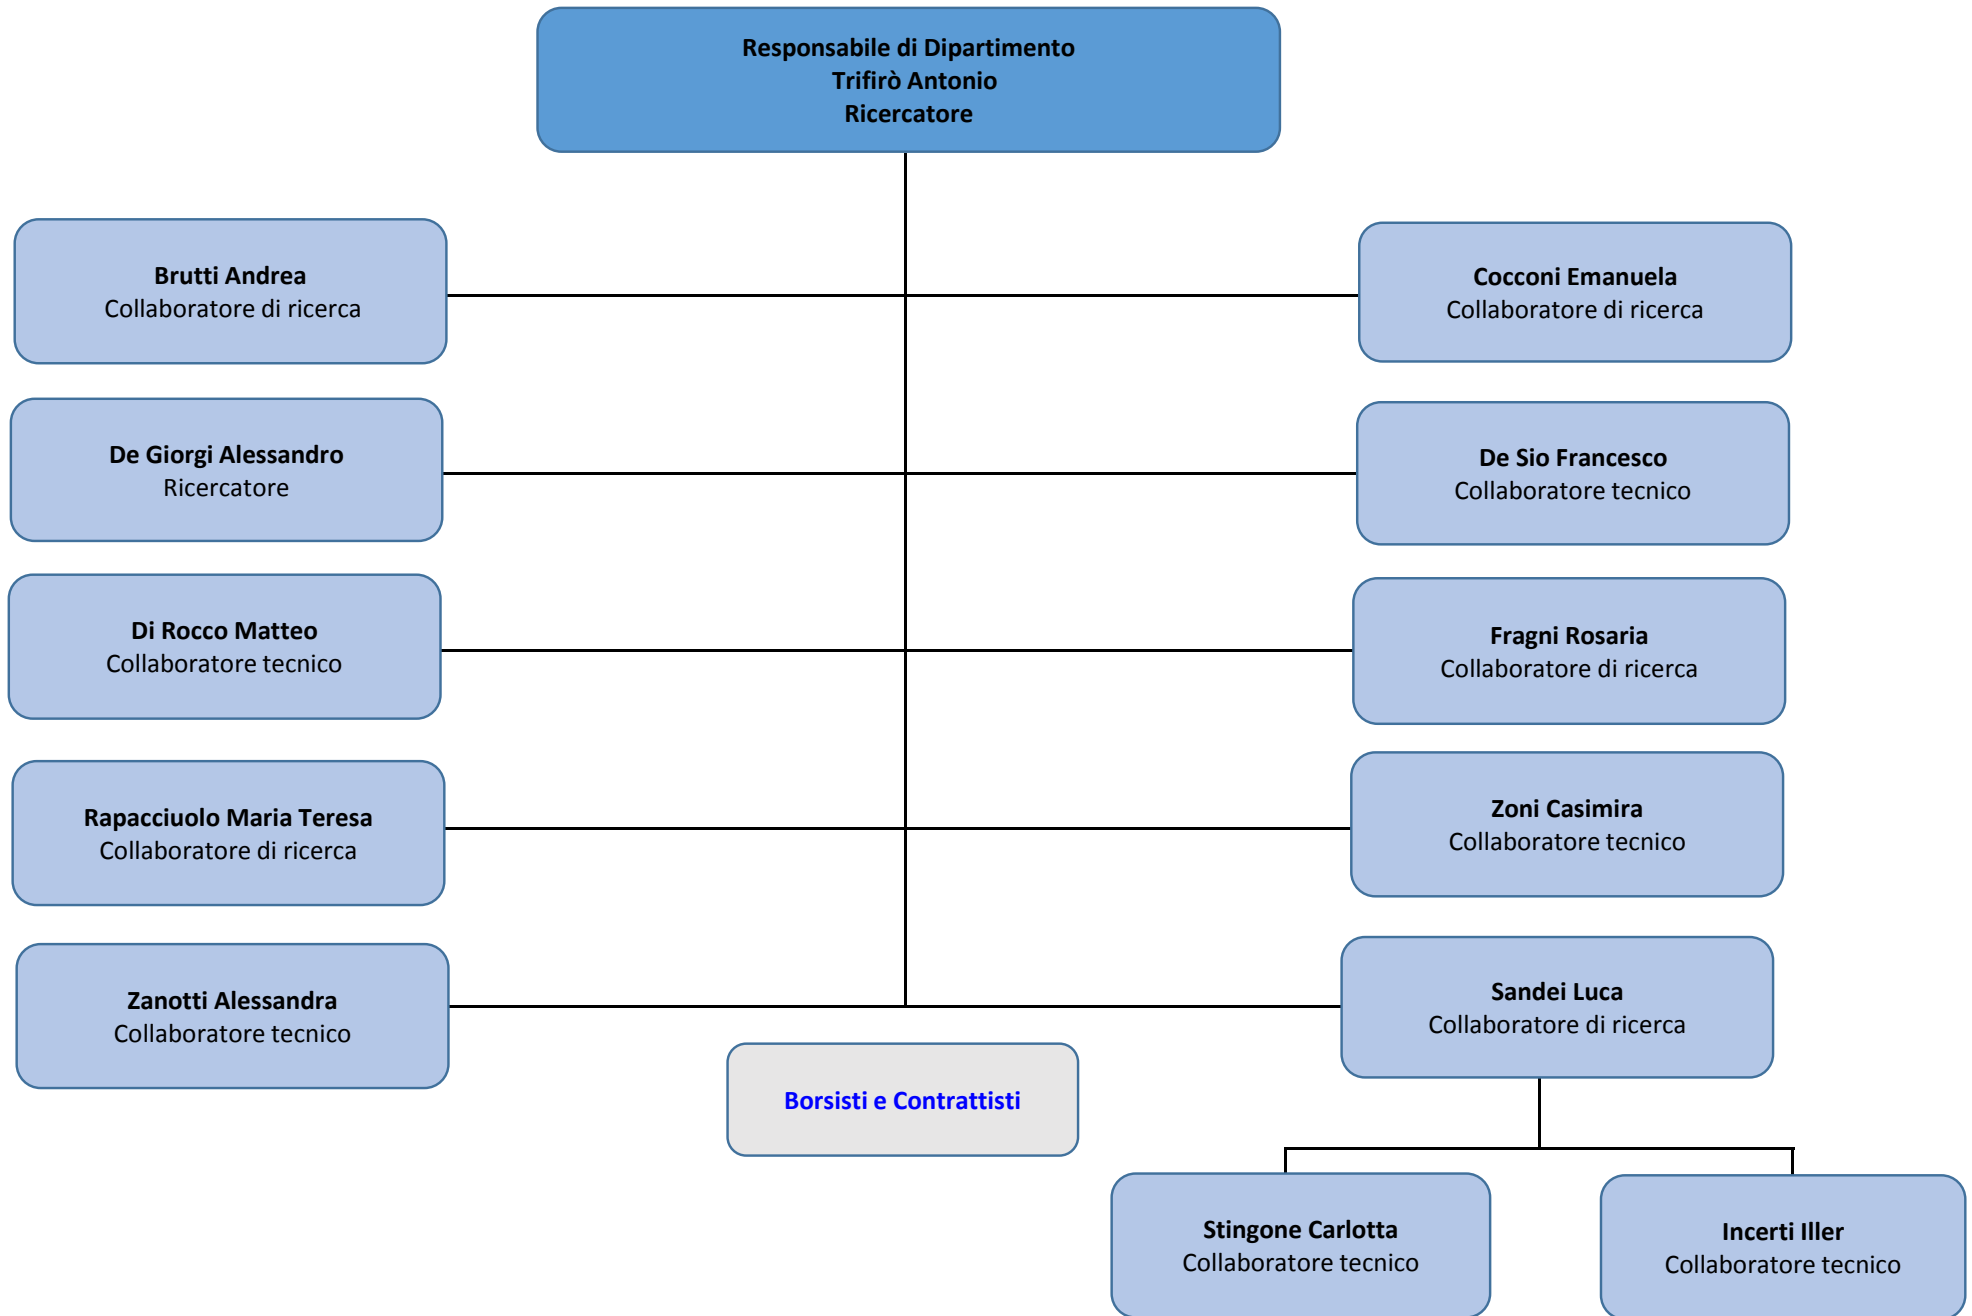 Responsabile di Dipartimento
Trifirò Antonio
Ricercatore
Brutti Andrea
Collaboratore di ricerca
Cocconi Emanuela
Collaboratore di ricerca
De Giorgi Alessandro
Ricercatore
De Sio Francesco
Collaboratore tecnico
Di Rocco Matteo
Collaboratore tecnico
Fragni Rosaria
Collaboratore di ricerca
Rapacciuolo Maria Teresa
Collaboratore di ricerca
Zoni Casimira
Collaboratore tecnico
Zanotti Alessandra
Collaboratore tecnico
Sandei Luca
Collaboratore di ricerca
Borsisti e Contrattisti
Stingone Carlotta
Collaboratore tecnico
Incerti Iller
Collaboratore tecnico